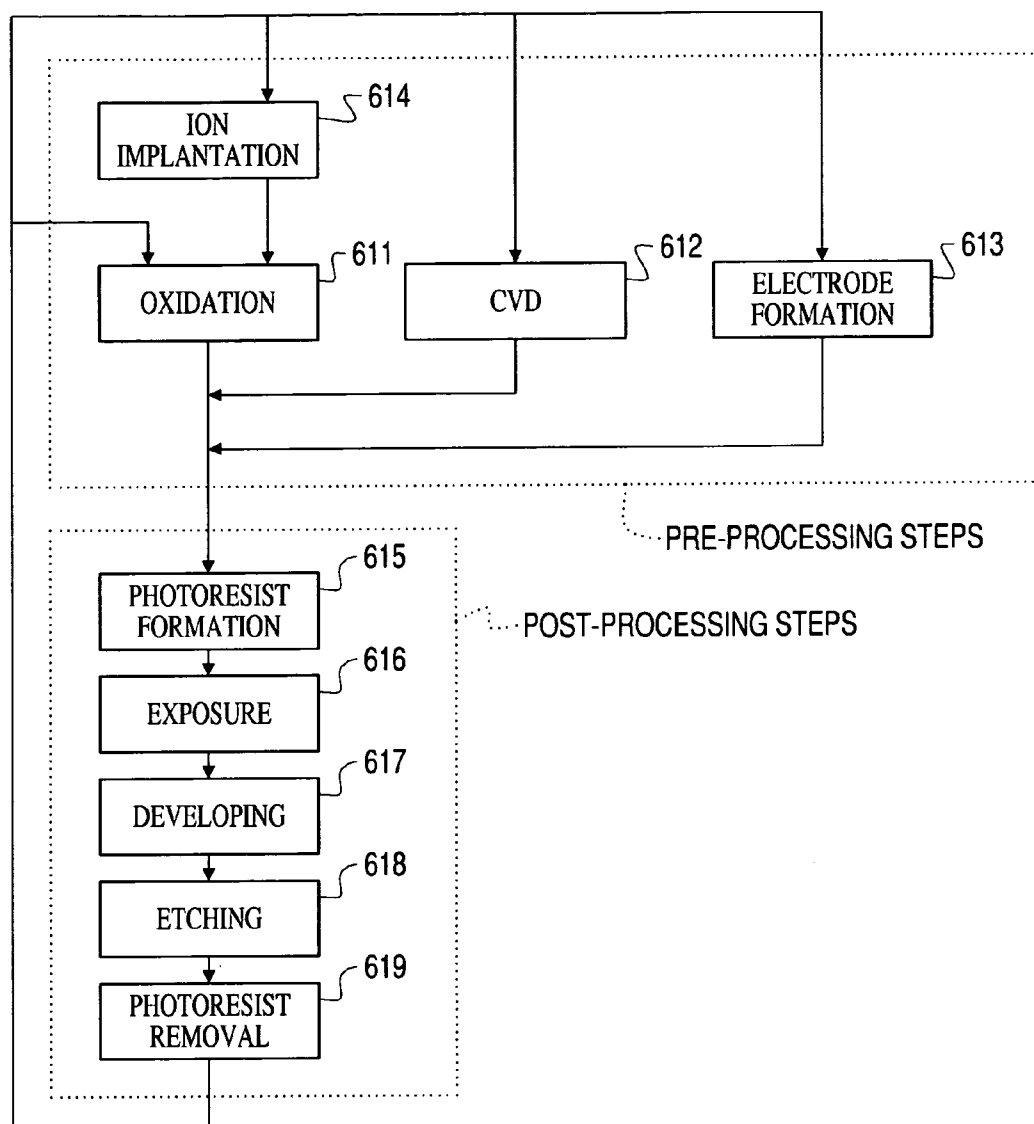 614
ION
IMPLANTATION
611
OXIDATION
612
CVD
613
ELECTRODE
FORMATION
PRE-PROCESSING STEPS
615
PHOTORESIST
FORMATION
POST-PROCESSING STEPS
616
EXPOSURE
617
DEVELOPING
618
ETCHING
619
PHOTORESIST
REMOVAL